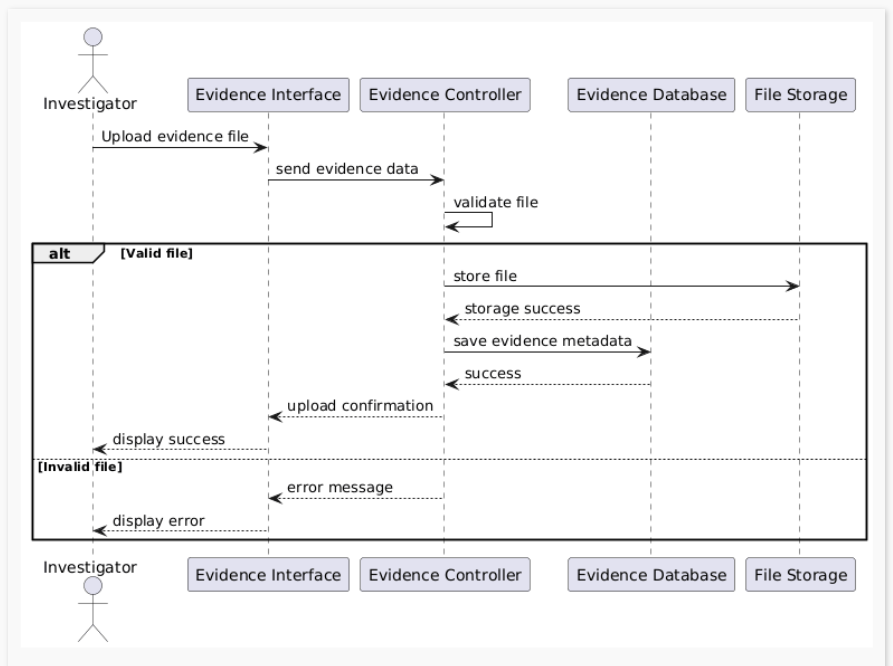 Investigator
Evidence Interface Evidence Controller Evidence Database File Storage
Upload evidence file
send evidence data
validate file
alt [Valid file]
store file
storage success
save evidence metadata
success
upload confirmation
display success
[Invalid file]
error message
display error
Investigator
Evidence Interface Evidence Controller Evidence Database File Storage